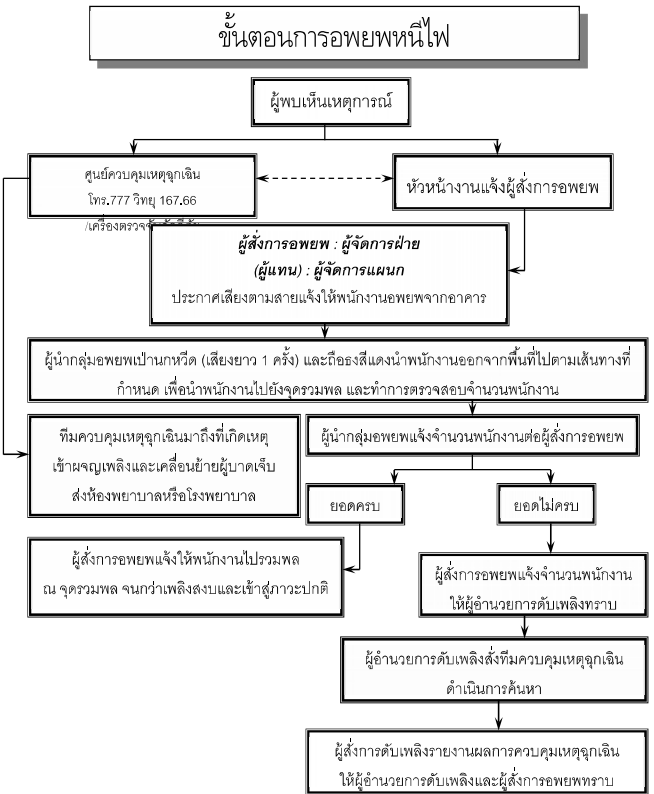 ขั้นตอนการอพยพหนีไฟ
ผู้พบเห็นเหตุการณ์
ศูนย์ควบคุมเหตุฉุกเฉิน
โทร.777 วิทยุ 167.66
/เครื่องตรวจ
หัวหน้างานแจ้งผู้สั่งการอพยพ
ผู้สั่งการอพยพ : ผู้จัดการฝ่าย
(ผู้แทน) : ผู้จัดการแผนก
ประกาศเสียงตามสายแจ้งให้พนักงานอพยพจากอาคาร
ผู้นำกลุ่มอพยพเป่านกหวีด (เสียงยาว 1 ครั้ง) และถือธงสีแดงนำพนักงานออกจากพื้นที่ไปตามเส้นทางที่
กำหนด เพื่อนำพนักงานไปยังจุดรวมพล และทำการตรวจสอบจำนวนพนักงาน
ทีมควบคุมเหตุฉุกเฉินมาถึงที่เกิดเหตุ
เข้าผจญเพลิงและเคลื่อนย้ายผู้บาดเจ็บ
ส่งห้องพยาบาลหรือโรงพยาบาล
ผู้นำกลุ่มอพยพแจ้งจำนวนพนักงานต่อผู้สั่งการอพยพ
ยอดครบ
ยอดไม่ครบ
ผู้สั่งการอพยพแจ้งให้พนักงานไปรวมพล
ณ จุดรวมพล จนกว่าเพลิงสงบและเข้าสู่ภาวะปกติ
ผู้สั่งการอพยพแจ้งจำนวนพนักงาน
ให้ผู้อำนวยการดับเพลิงทราบ
ผู้อำนวยการดับเพลิงสั่งทีมควบคุมเหตุฉุกเฉิน
ดำเนินการค้นหา
ผู้สั่งการดับเพลิงรายงานผลการควบคุมเหตุฉุกเฉิน
ให้ผู้อำนวยการดับเพลิงและผู้สั่งการอพยพทราบ